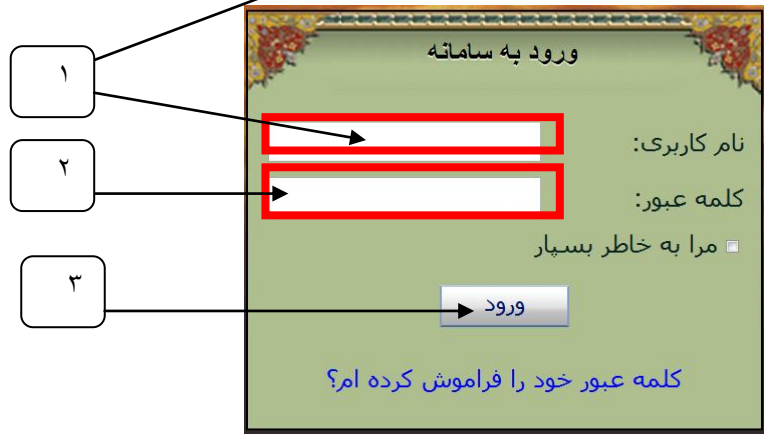 ورود به سامانه
۱
نام کاربری:
۲
کلمه عبور:
مرا به خاطر بسپار
۳
ورود
کلمه عبور خود را فراموش کرده ام؟